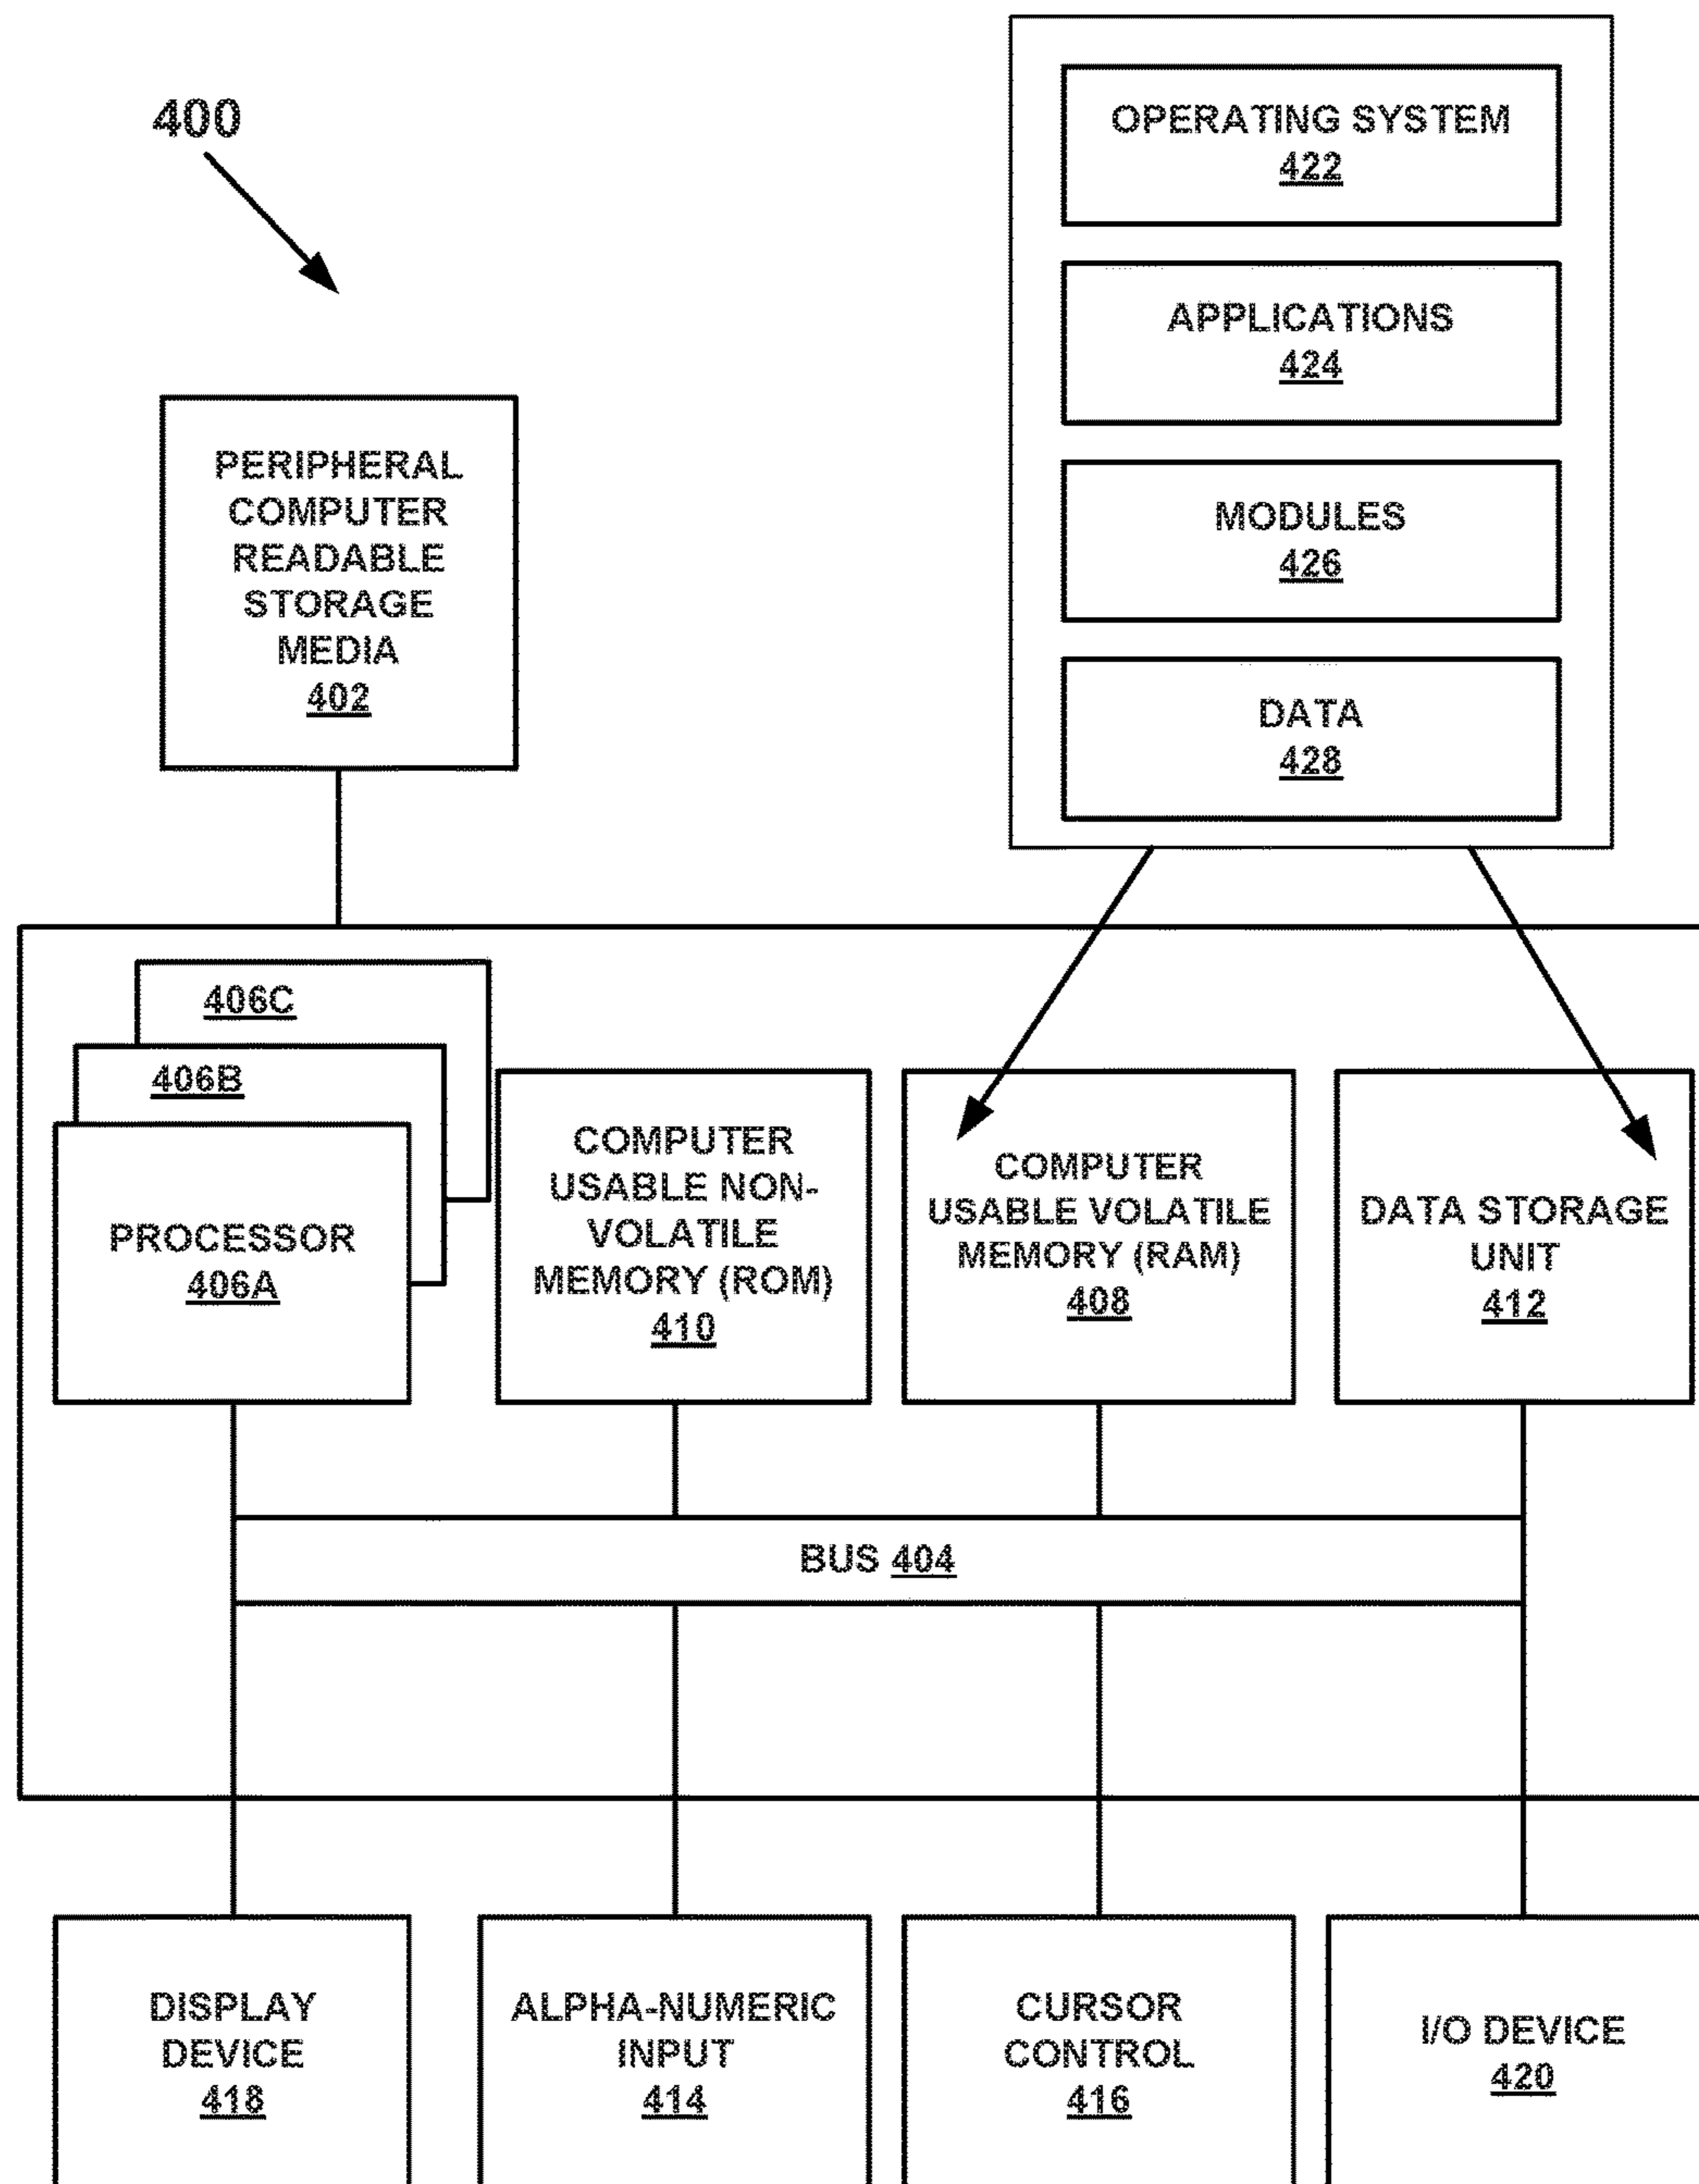 400
OPERATING SYSTEM
422
APPLICATIONS
424
MODULES
426
DATA
428
PERIPHERAL
COMPUTER
READABLE
STORAGE
MEDIA
402
406C
406B
PROCESSOR
406A
COMPUTER
USABLE NON-
VOLATILE
MEMORY (ROM)
410
COMPUTER
USABLE VOLATILE
MEMORY (RAM)
408
DATA STORAGE
UNIT
412
BUS 404
DISPLAY
DEVICE
418
ALPHA-NUMERIC
INPUT
414
CURSOR
CONTROL
416
I/O DEVICE
420